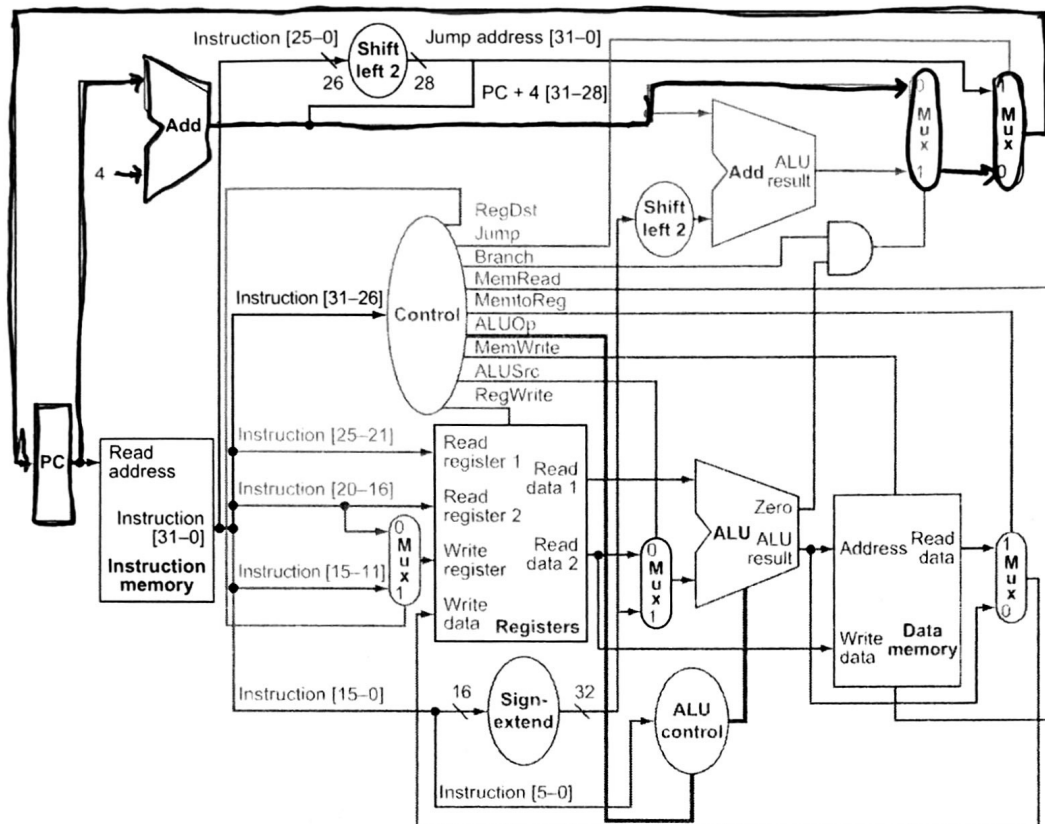 Instruction [25–0]
Shift left 2
Jump address [31–0]
26
28
PC + 4 [31–28]
Add
4
0
M
u
x
1
1
M
u
x
0
Add
ALU result
Shift left 2
RegDst
Jump
Branch
MemRead
MemtoReg
ALUOp
MemWrite
ALUSrc
RegWrite
Control
Instruction [31–26]
PC
Read address
Instruction [31–0]
Instruction memory
Instruction [25–21]
Instruction [20–16]
Instruction [15–11]
0
M
u
x
1
Read register 1
Read register 2
Write register
Write data
Read data 1
Read data 2
Registers
0
M
u
x
1
Zero
ALU
ALU result
Address
Read data
Write data
Data memory
1
M
u
x
0
Instruction [15–0]
16
Sign-extend
32
ALU control
Instruction [5–0]